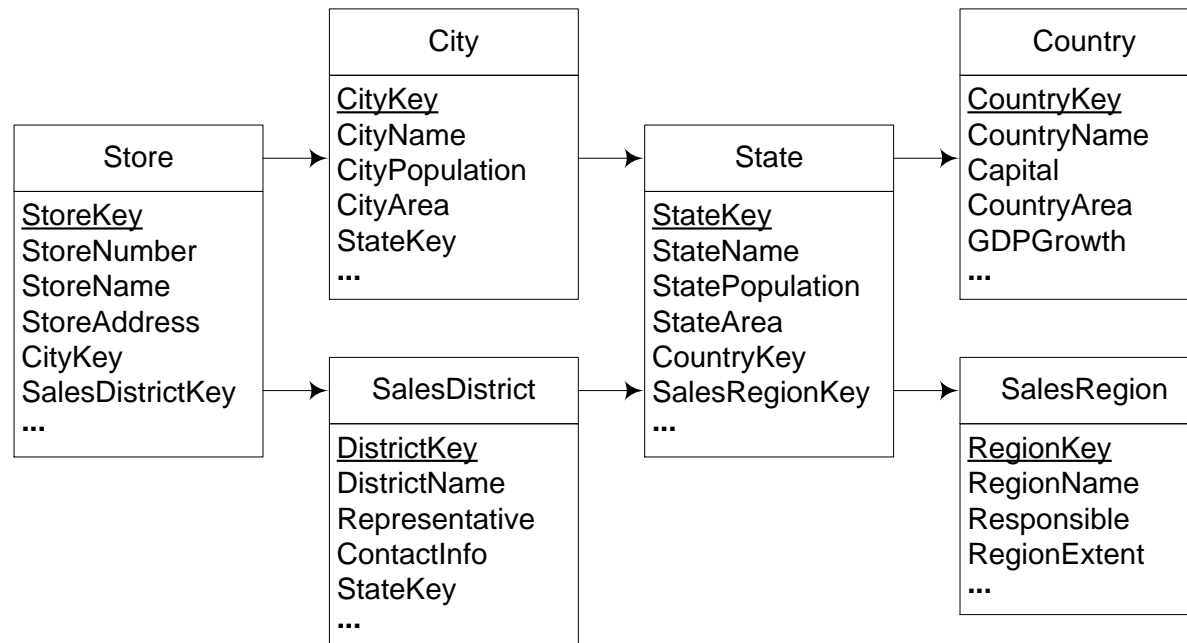 Store
StoreKey
StoreNumber
StoreName
StoreAddress
CityKey
SalesDistrictKey
...
City
CityKey
CityName
CityPopulation
CityArea
StateKey
...
SalesDistrict
DistrictKey
DistrictName
Representative
ContactInfo
StateKey
...
State
StateKey
StateName
StatePopulation
StateArea
CountryKey
SalesRegionKey
...
Country
CountryKey
CountryName
Capital
CountryArea
GDPGrowth
...
SalesRegion
RegionKey
RegionName
Responsible
RegionExtent
...